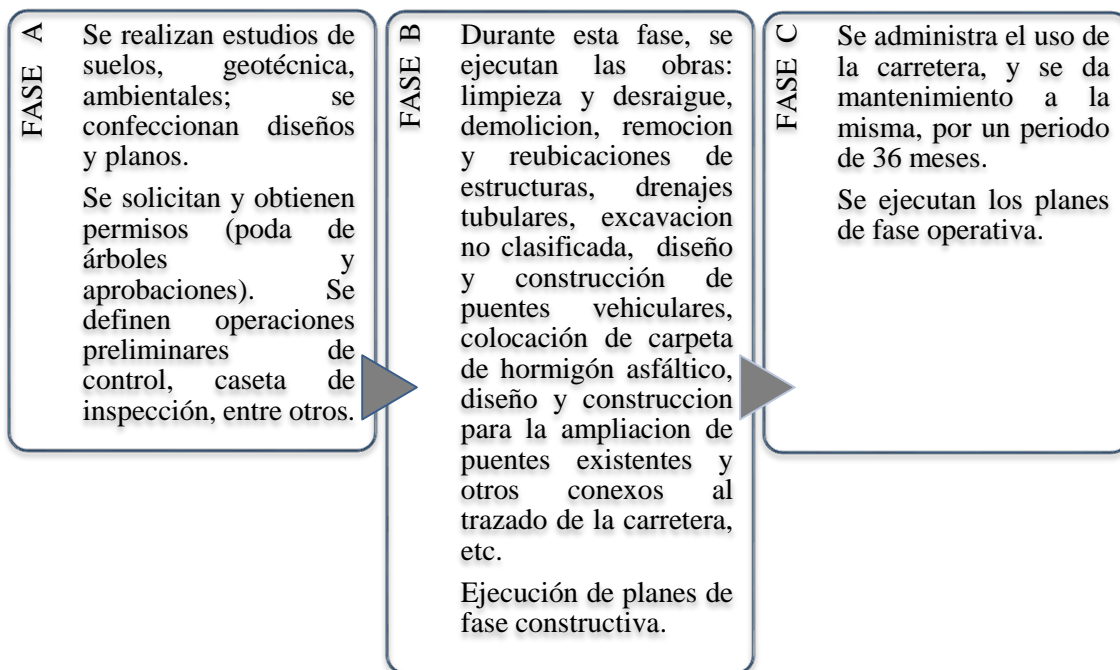 FASE A
Se realizan estudios de
suelos, geotécnica,
ambientales; se
confeccionan diseños
y planos.
Se solicitan y obtienen
permisos (poda de
árboles y
aprobaciones). Se
definen operaciones
preliminares de
control, caseta de
inspección, entre otros.
FASE B
Durante esta fase, se
ejecutan las obras:
limpieza y desraigue,
demolicion, remocion
y reubicaciones de
estructuras, drenajes
tubulares, excavacion
no clasificada, diseño
y construcción de
puentes vehiculares,
colocación de carpeta
de hormigón asfáltico,
diseño y construccion
para la ampliacion de
puentes existentes y
otros conexos al
trazado de la carretera,
etc.
Ejecución de planes de
fase constructiva.
FASE C
Se administra el uso de
la carretera, y se da
mantenimiento a la
misma, por un periodo
de 36 meses.
Se ejecutan los planes
de fase operativa.